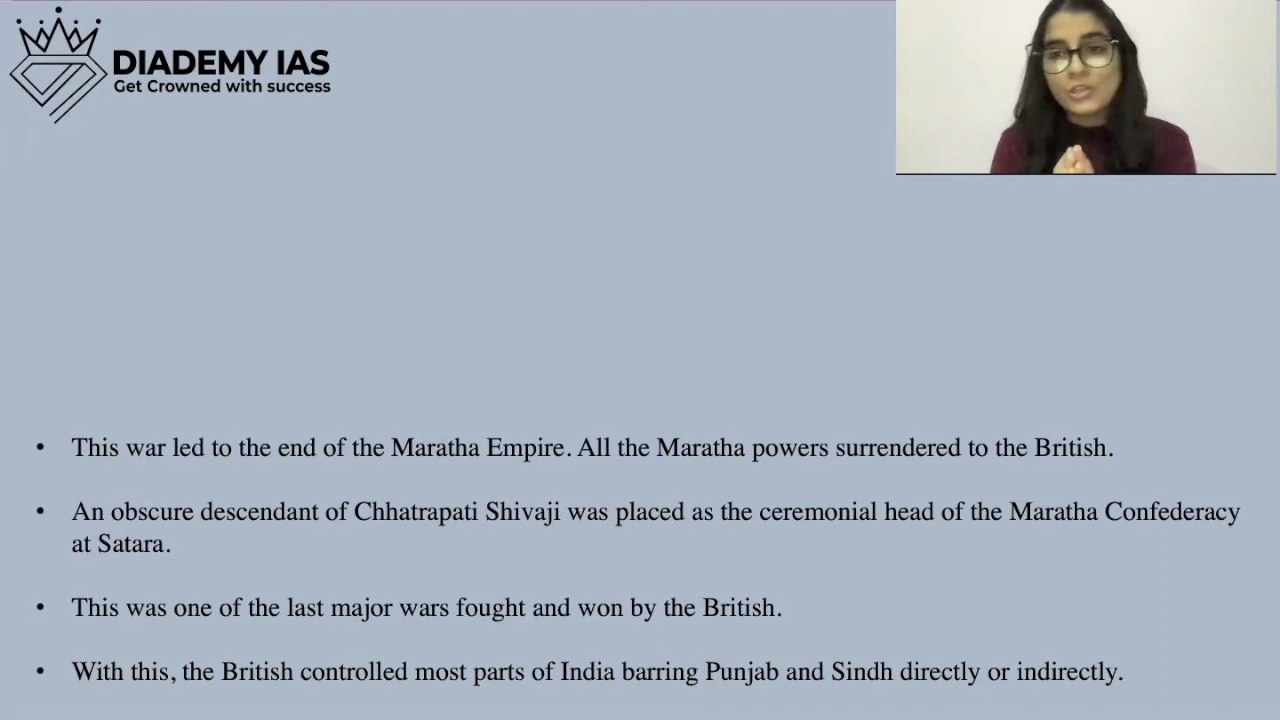 DIADEMY IAS
Get Crowned with success
• This war led to the end of the Maratha Empire. All the Maratha powers surrendered to the British.
• An obscure descendant of Chhatrapati Shivaji was placed as the ceremonial head of the Maratha Confederacy
at Satara.
• This was one of the last major wars fought and won by the British.
• With this, the British controlled most parts of India barring Punjab and Sindh directly or indirectly.